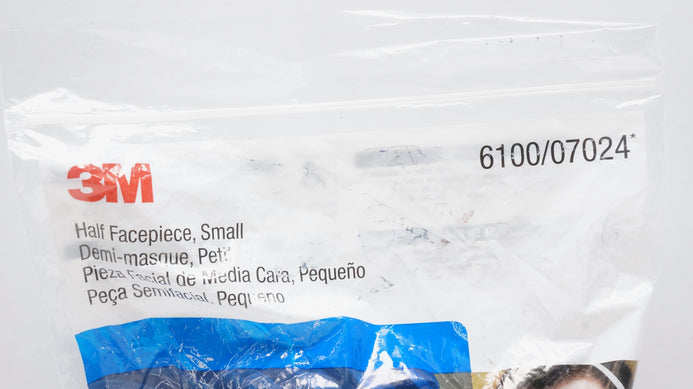 3M
6100/07024*
Half Facepiece, Small
Demi-masque, Petit
Pieza Facial de Media Cara, Pequeño
Peça Semifacial, Pequeno